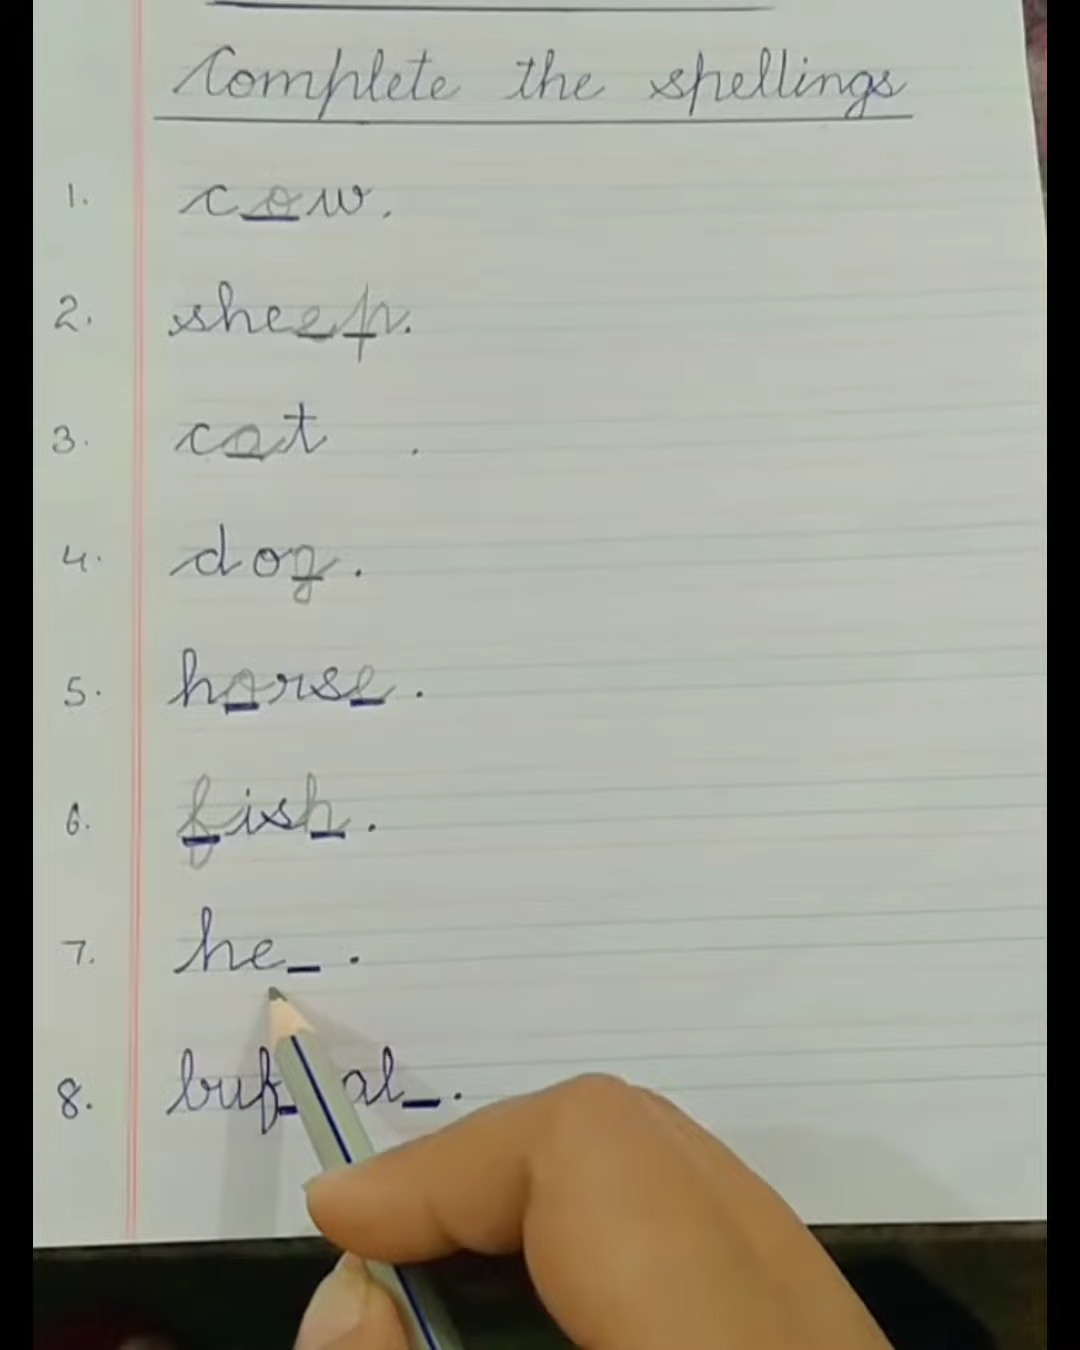 Complete the spellings
1. cow.
2. sheep.
3. cat .
4. dog.
5. horse.
6. fish.
7. he_ .
8. buf_al_.